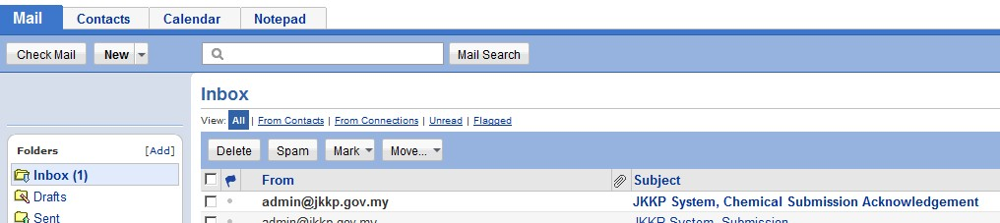 Mail Contacts Calendar Notepad
Check Mail New Mail Search
Inbox
View: All | From Contacts | From Connections | Unread | Flagged
Folders [Add]
Delete Spam Mark Move...
Inbox (1)
From Subject
Drafts
admin@jkkp.gov.my JKKP System, Chemical Submission Acknowledgement
Sent
admin@jkkp.gov.my JKKP System, Submission